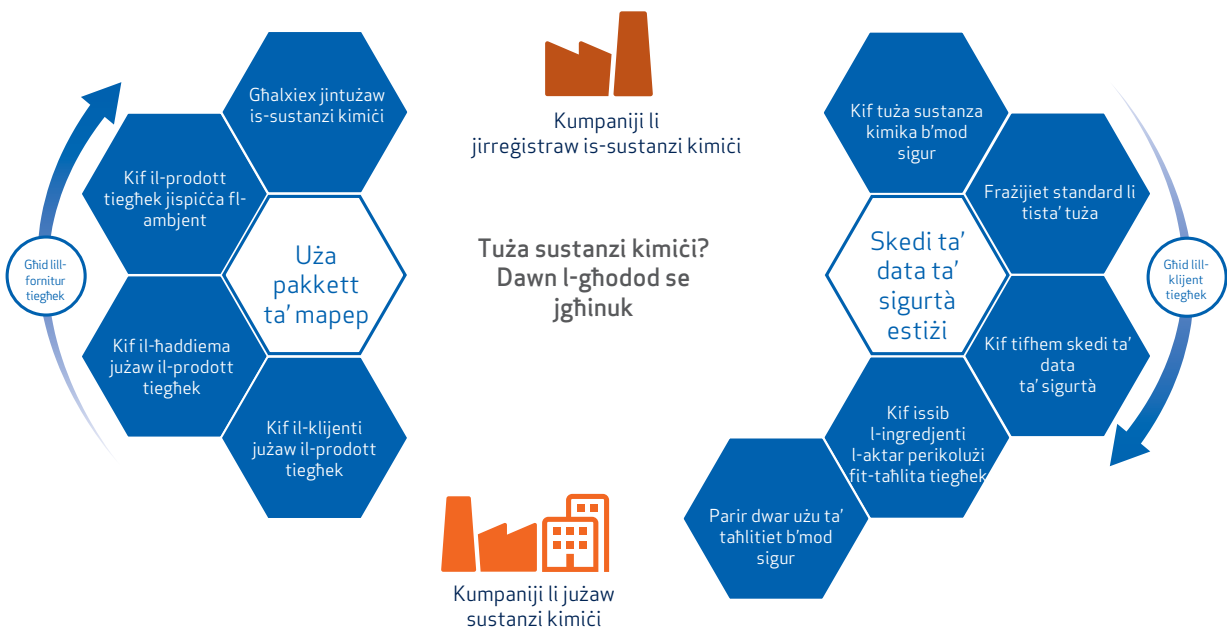 Għalxiex jintużaw
is-sustanzi kimiċi
Kif il-prodott
tiegħek jispiċċa fl-
ambjent
Għid lill-
fornitur
tiegħek
Uża
pakkett
ta' mapep
Kif il-ħaddiema
jużaw il-prodott
tiegħek
Kif il-klijenti
jużaw il-prodott
tiegħek
Kumpaniji li
jirreġistraw is-sustanzi kimiċi
Tuża sustanzi kimiċi?
Dawn l-għodod se
jgħinuk
Kumpaniji li jużaw
sustanzi kimiċi
Kif tuża sustanza
kimika b'mod
sigur
Frażijiet standard li
tista' tuża
Skedi ta'
data ta'
sigurtà
estiżi
Għid lill-
klijent
tiegħek
Kif tifhem skedi ta'
data
ta' sigurtà
Kif issib
l-ingredjenti
l-aktar perikolużi
fit-taħlita tiegħek
Parir dwar użu ta'
taħlitiet b'mod
sigur